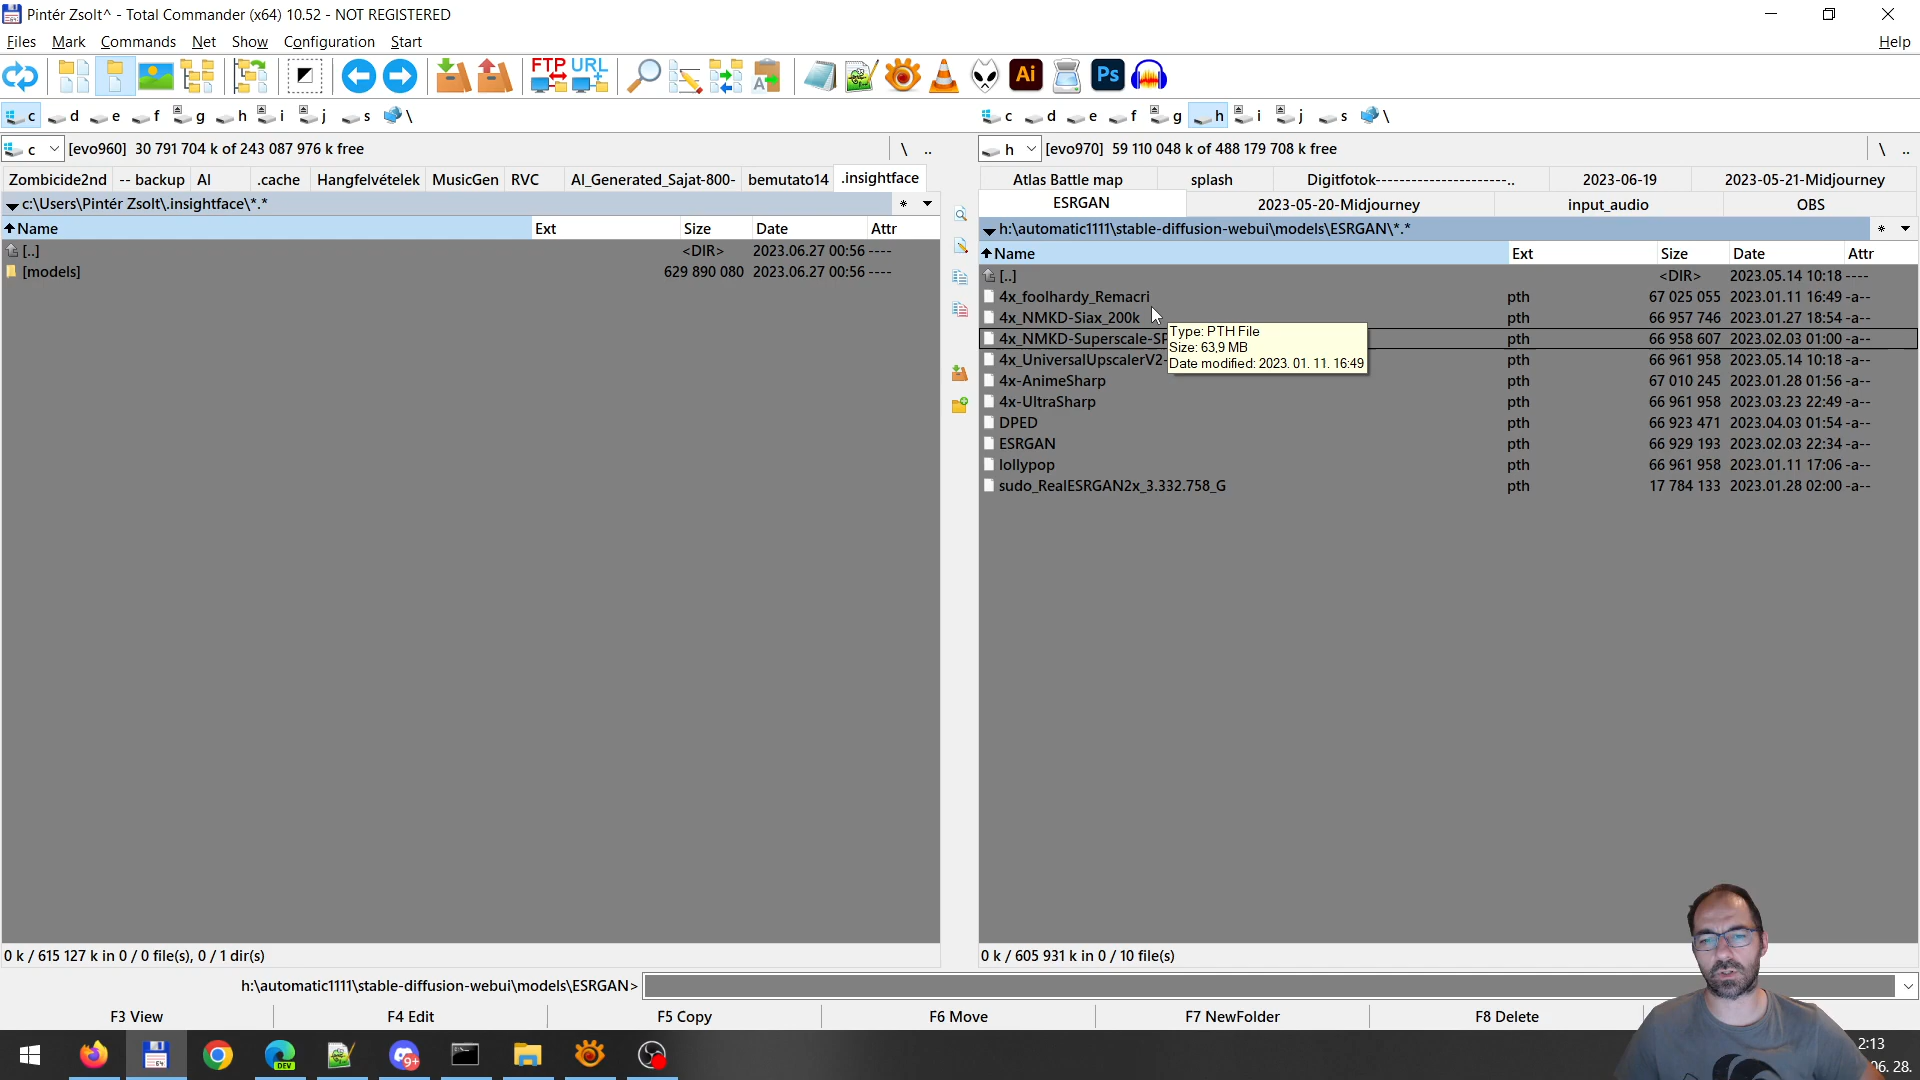 Pintér Zsolt^ - Total Commander (x64) 10.52 - NOT REGISTERED
Files Mark Commands Net Show Configuration Start Help
FTP URL Ai Ps
c d e f g h i j s \
c d e f g h i j s \
c [evo960] 30 791 704 k of 243 087 976 k free \ ..
h [evo970] 59 110 048 k of 488 179 708 k free \ ..
Zombicide2nd -- backup AI .cache Hangfelvételek MusicGen RVC AI_Generated_Sajat-800- bemutato14 .insightface
Atlas Battle map splash Digitfotok----------------------.. 2023-06-19 2023-05-21-Midjourney
ESRGAN 2023-05-20-Midjourney input_audio OBS
c:\Users\Pintér Zsolt\.insightface\*.* *
Name Ext Size Date Attr
[..] <DIR> 2023.06.27 00:56 ----
[models] 629 890 080 2023.06.27 00:56 ----
h:\automatic1111\stable-diffusion-webui\models\ESRGAN\*.* *
Name Ext Size Date Attr
[..] <DIR> 2023.05.14 10:18 ----
4x_foolhardy_Remacri pth 67 025 055 2023.01.11 16:49 -a--
4x_NMKD-Siax_200k pth 66 957 746 2023.01.27 18:54 -a--
4x_NMKD-Superscale-SP pth 66 958 607 2023.02.03 01:00 -a--
4x_UniversalUpscalerV2- pth 66 961 958 2023.05.14 10:18 -a--
4x-AnimeSharp pth 67 010 245 2023.01.28 01:56 -a--
4x-UltraSharp pth 66 961 958 2023.03.23 22:49 -a--
DPED pth 66 923 471 2023.04.03 01:54 -a--
ESRGAN pth 66 929 193 2023.02.03 22:34 -a--
lollypop pth 66 961 958 2023.01.11 17:06 -a--
sudo_RealESRGAN2x_3.332.758_G pth 17 784 133 2023.01.28 02:00 -a--
Type: PTH File
Size: 63,9 MB
Date modified: 2023. 01. 11. 16:49
0 k / 615 127 k in 0 / 0 file(s), 0 / 1 dir(s)
0 k / 605 931 k in 0 / 10 file(s)
h:\automatic1111\stable-diffusion-webui\models\ESRGAN>
F3 View F4 Edit F5 Copy F6 Move F7 NewFolder F8 Delete
64 DEV 9+
2:13
06. 28.